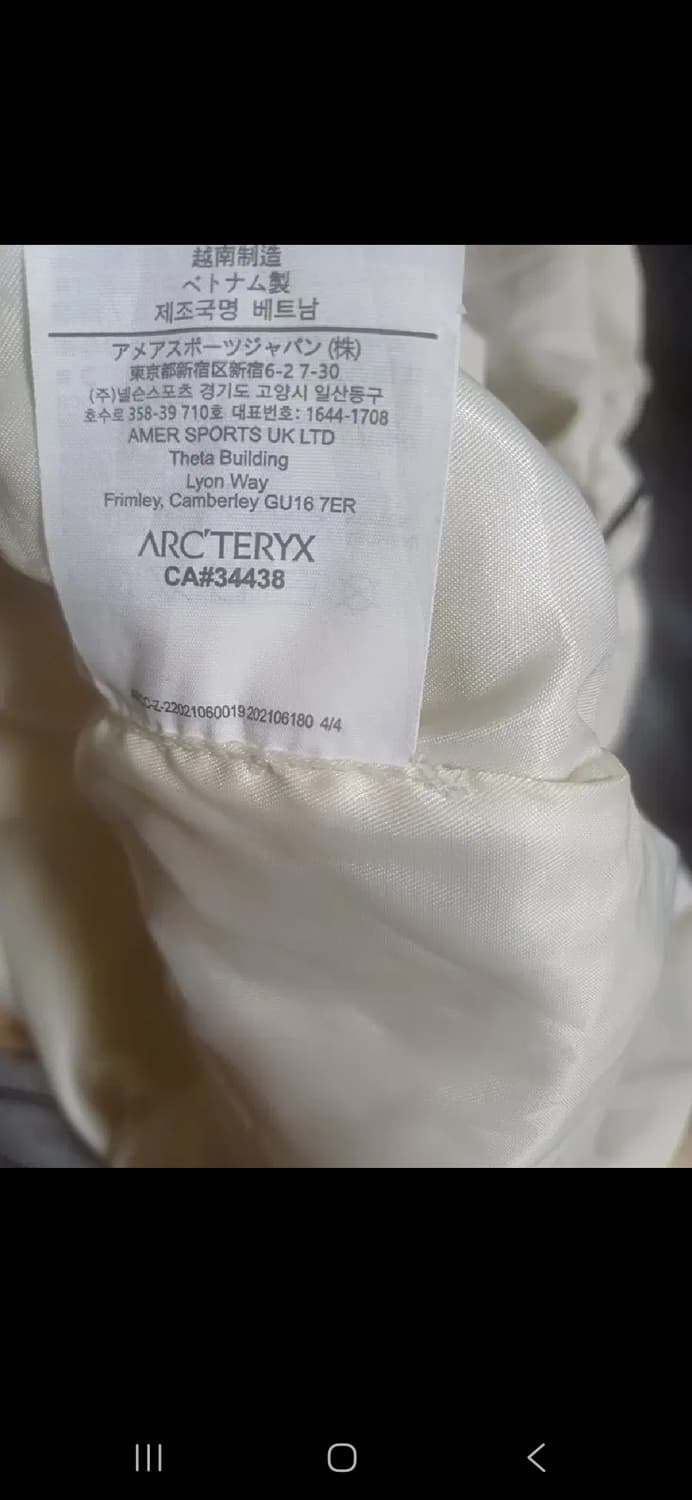 越南制造
ベトナム製
제조국명 베트남
アメアスポーツジャパン (株)
東京都新宿区新宿6-2 7-30
(주)넬슨스포츠 경기도 고양시 일산동구
호수로 358-39 710호 대표번호: 1644-1708
AMER SPORTS UK LTD
Theta Building
Lyon Way
Frimley, Camberley GU16 7ER
ARC'TERYX
CA#34438
202106180 4/4